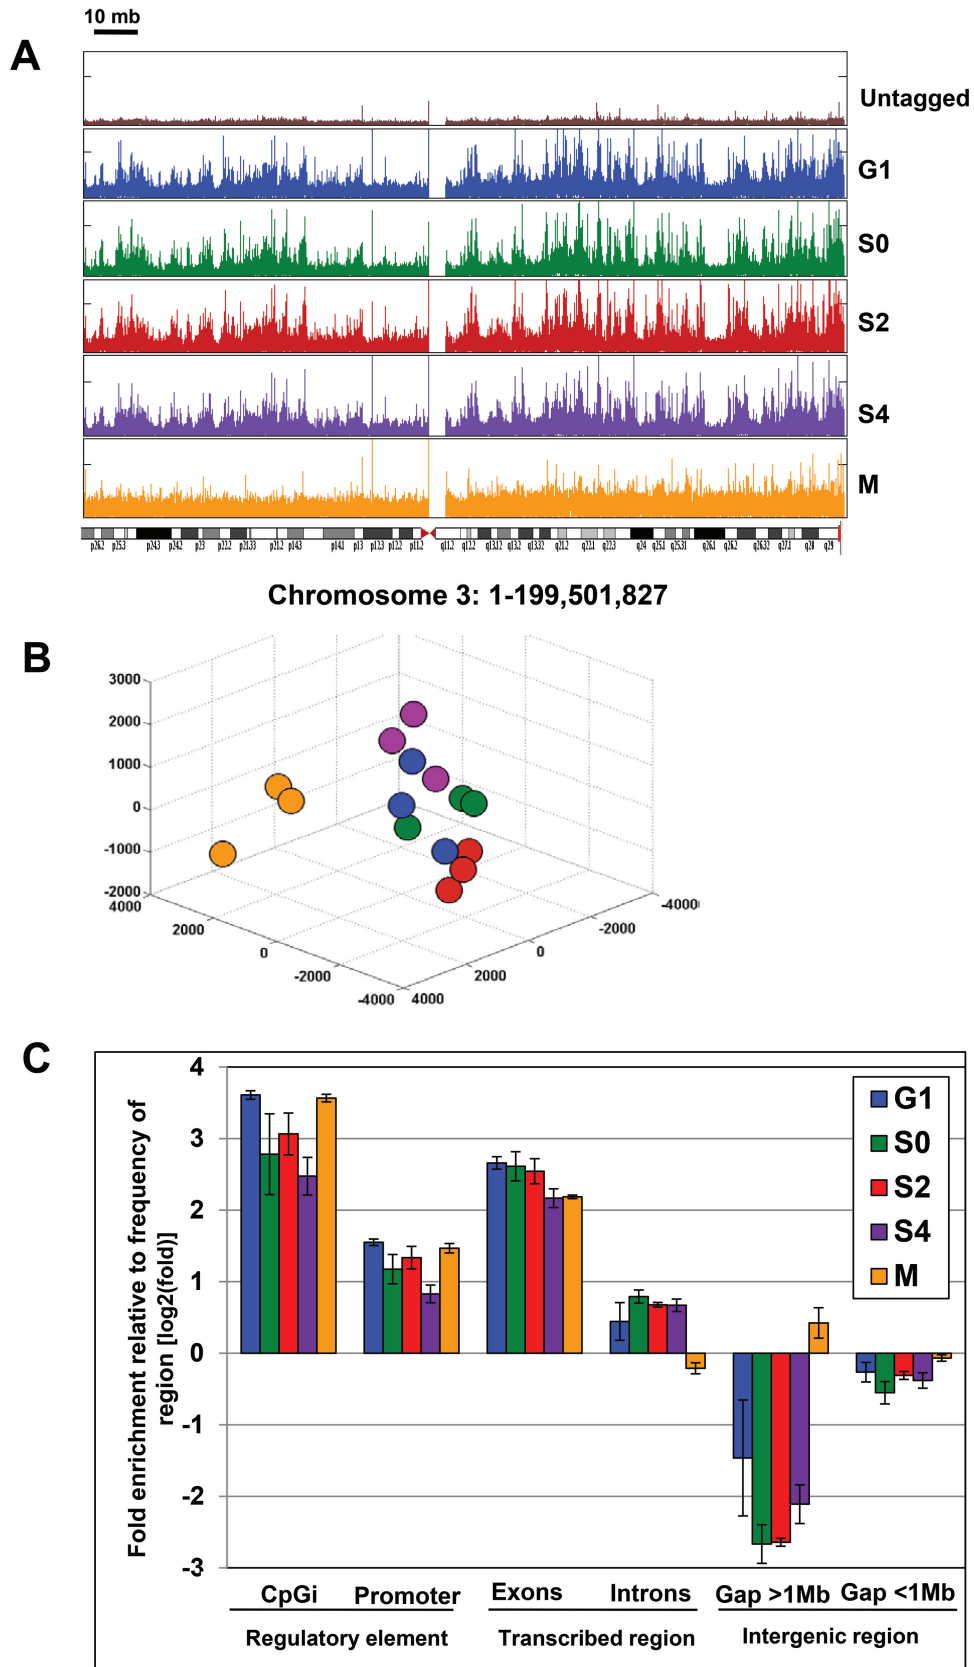 10 mb
A
Untagged
G1
S0
S2
S4
M
Chromosome 3: 1-199,501,827
B
3000
2000
1000
0
-1000
-2000
4000
2000
0
-2000
-4000
4000
2000
0
-2000
-4000
C
Fold enrichment relative to frequency of
region [log2(fold)]
4
3
2
1
0
-1
-2
-3
G1
S0
S2
S4
M
CpGi Promoter Exons Introns Gap >1Mb Gap <1Mb
Regulatory element Transcribed region Intergenic region